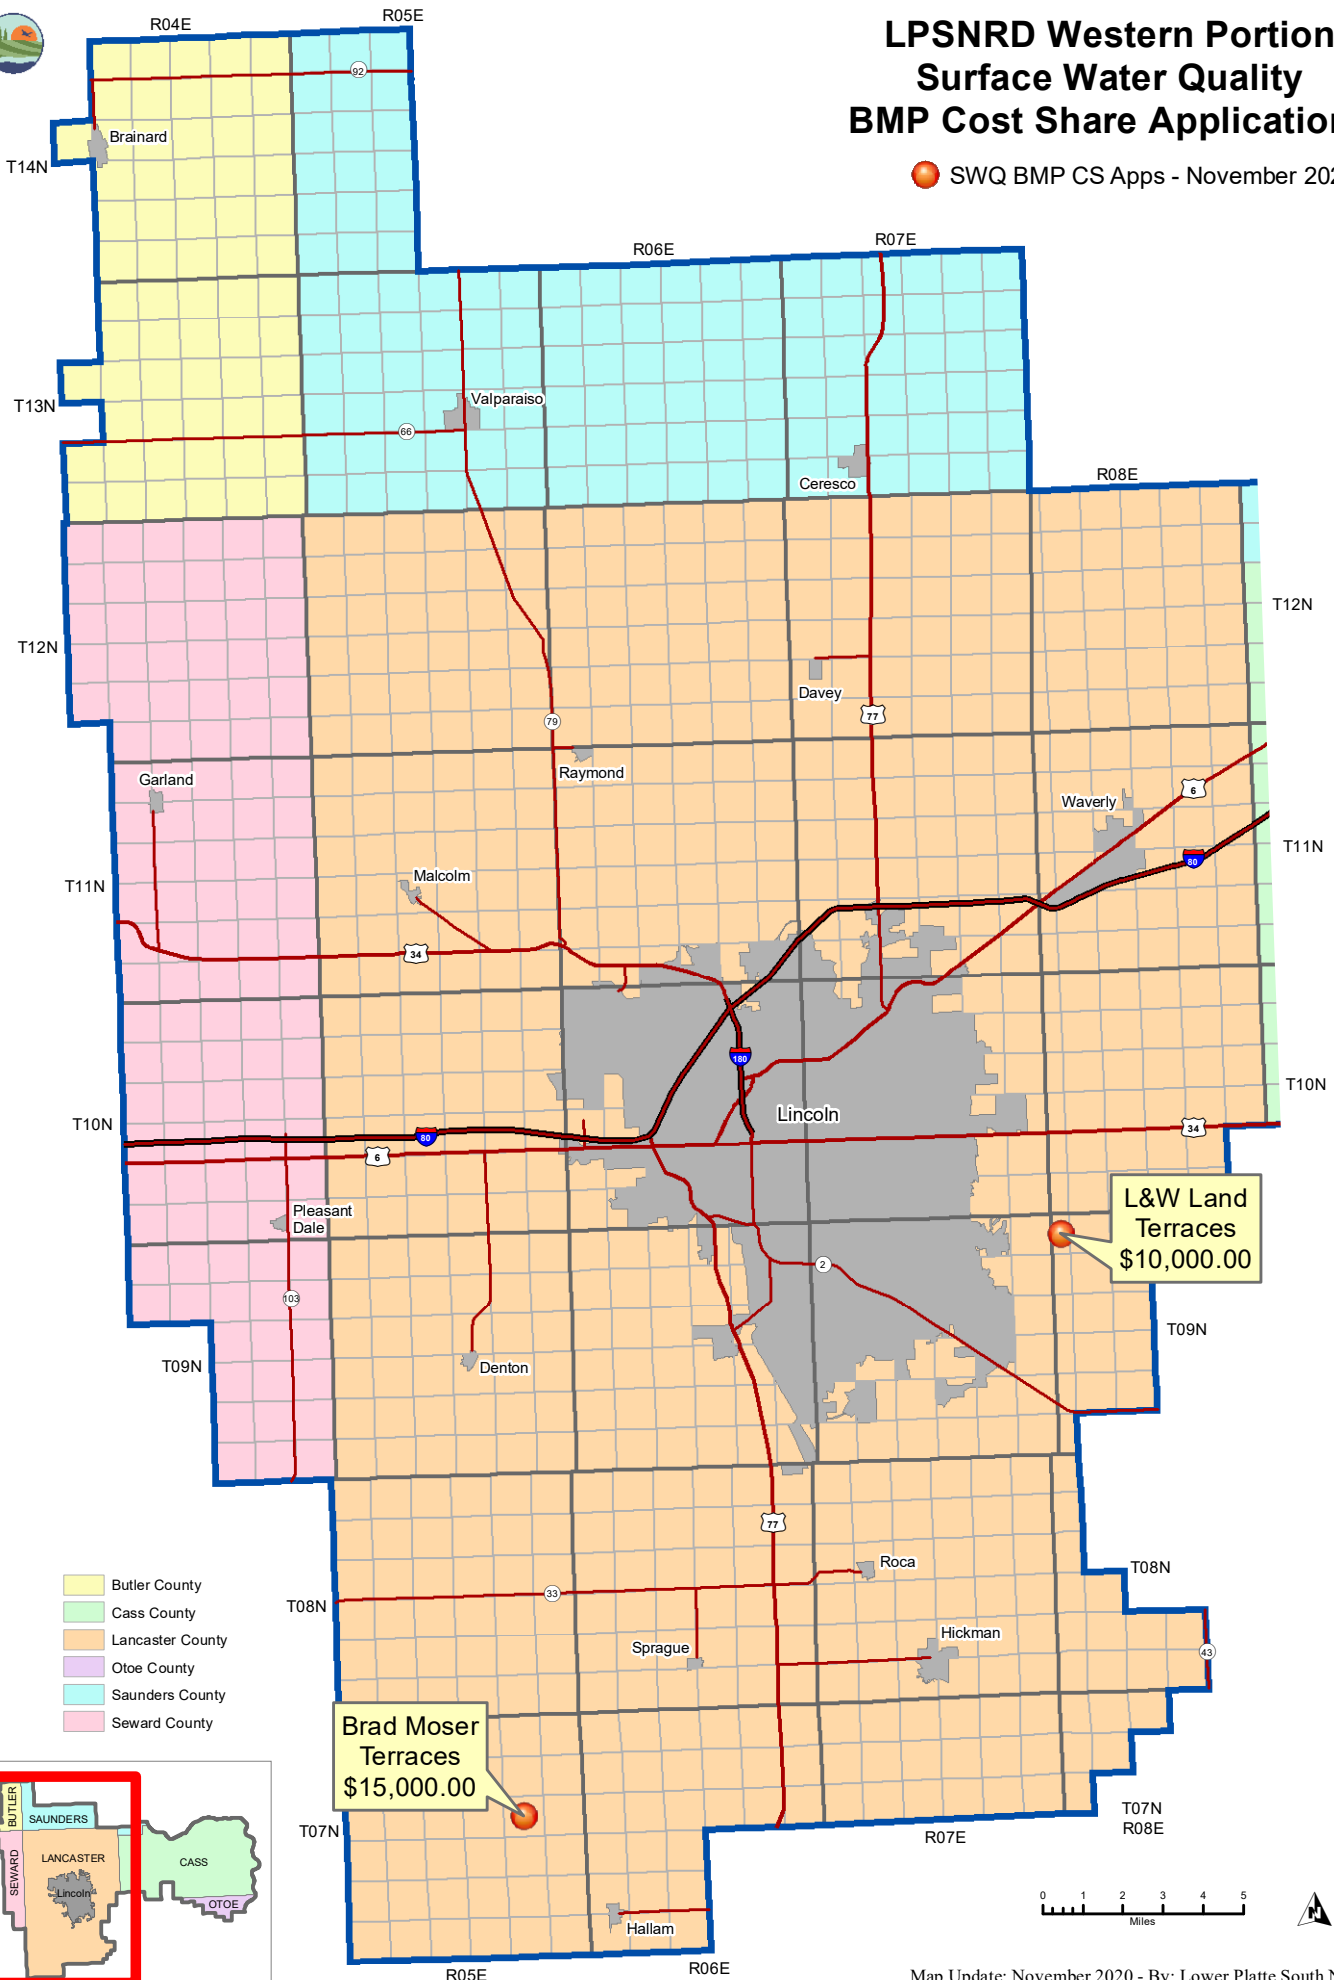 LPSNRD Western Portion
Surface Water Quality
BMP Cost Share
SWQ BMP CS Apps - November
R04E
R05E
92
Brainard
T14N
R06E
R07E
T13N
Valparaiso
66
Ceresco
R08E
T12N
T12N
Davey
77
79
Raymond
Garland
Waverly
6
80
T11N
T11N
Malcolm
34
180
T10N
T10N
Lincoln
34
80
6
Pleasant
Dale
L&W Land
Terraces
$10,000.00
2
103
T09N
T09N
Denton
77
Roca
T08N
33
T08N
Sprague
Hickman
43
Butler County
Cass County
Lancaster County
Otoe County
Saunders County
Seward County
Brad Moser
Terraces
$15,000.00
T07N
T07N
R08E
R07E
Hallam
R05E
R06E
BUTLER
SAUNDERS
SEWARD
LANCASTER
Lincoln
CASS
OTOE
0 1 2 3 4 5
Miles
N
Map Update: November 2020 - By: Lower Platte South